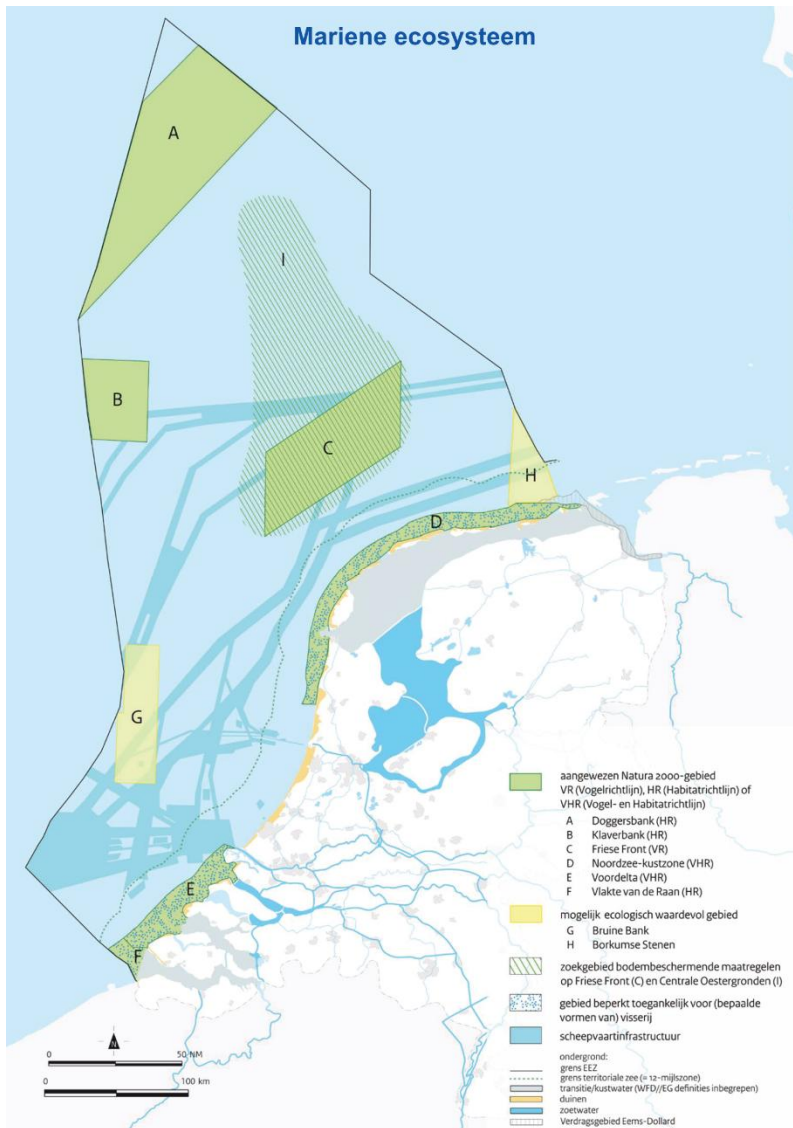 Mariene ecosysteem
A
I
B
C
H
D
G
E
F
aangewezen Natura 2000-gebied
VR (Vogelrichtlijn), HR (Habitatrichtlijn) of
VHR (Vogel- en Habitatrichtlijn)
A Doggersbank (HR)
B Klaverbank (HR)
C Friese Front (VR)
D Noordzee-kustzone (VHR)
E Voordelta (VHR)
F Vlakte van de Raan (HR)
mogelijk ecologisch waardevol gebied
G Bruine Bank
H Borkumse Stenen
zoekgebied bodembeschermende maatregelen
op Friese Front (C) en Centrale Oestergronden (I)
gebied beperkt toegankelijk voor (bepaalde
vormen van) visserij
scheepvaartinfrastructuur
ondergrond:
grens EEZ
grens territoriale zee (= 12-mijlszone)
transitie/kustwater (WFD//EG definities inbegrepen)
duinen
zoetwater
Verdragsgebied Eems-Dollard
N
0 50 NM
0 100 km